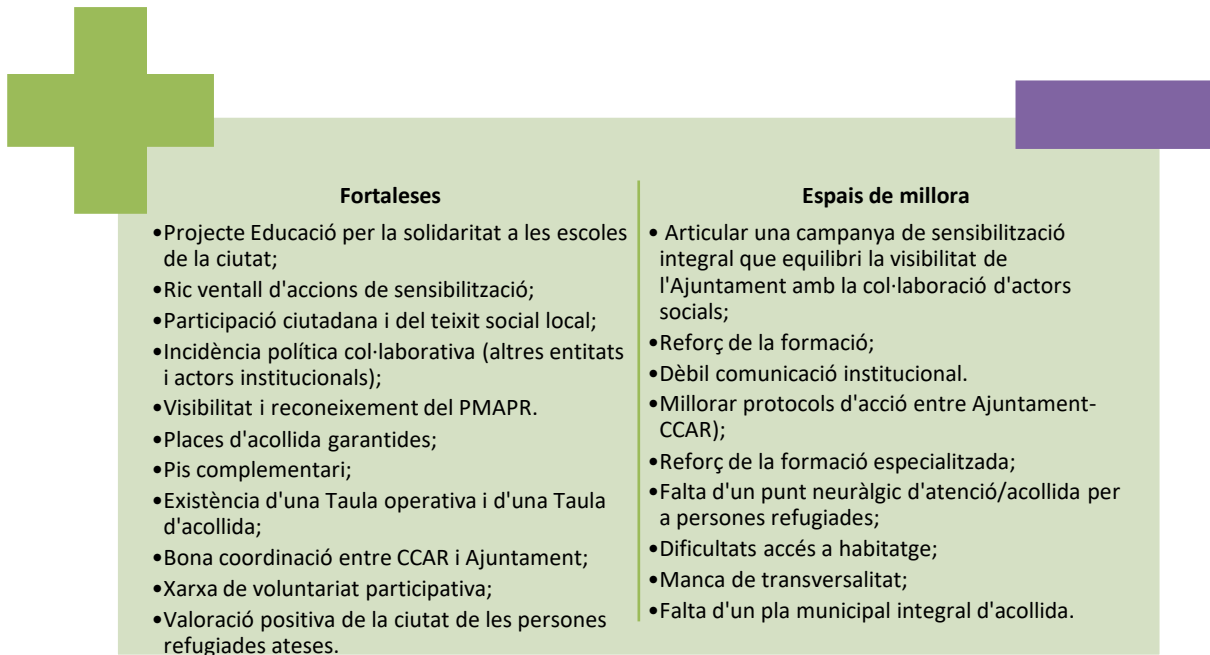 Fortaleses
•Projecte Educació per la solidaritat a les escoles
de la ciutat;
•Ric ventall d'accions de sensibilització;
•Participació ciutadana i del teixit social local;
•Incidència política col·laborativa (altres entitats
i actors institucionals);
•Visibilitat i reconeixement del PMAPR.
•Places d'acollida garantides;
•Pis complementari;
•Existència d'una Taula operativa i d'una Taula
d'acollida;
•Bona coordinació entre CCAR i Ajuntament;
•Xarxa de voluntariat participativa;
•Valoració positiva de la ciutat de les persones
refugiades ateses.
Espais de millora
• Articular una campanya de sensibilització
integral que equilibri la visibilitat de
l'Ajuntament amb la col·laboració d'actors
socials;
•Reforç de la formació;
•Dèbil comunicació institucional.
•Millorar protocols d'acció entre Ajuntament-
CCAR);
•Reforç de la formació especialitzada;
•Falta d'un punt neuràlgic d'atenció/acollida per
a persones refugiades;
•Dificultats accés a habitatge;
•Manca de transversalitat;
•Falta d'un pla municipal integral d'acollida.